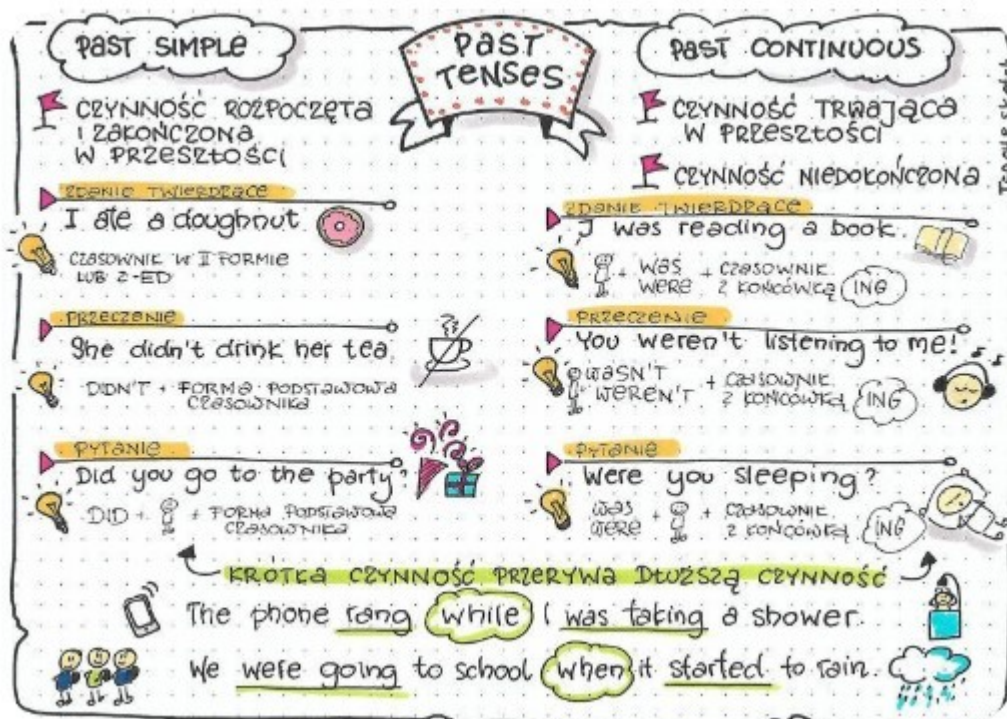 PAST SIMPLE
PAST
TENSES
PAST CONTINUOUS
CZYNNOŚĆ ROZPOCZĘTA
I ZAKOŃCZONA
W PRZESZŁOŚCI
ZDANIE TWIERDZĄCE
I ate a doughnut
CZASOWNIK W II FORMIE
LUB Z -ED
PRZECZENIE
She didn't drink her tea.
DIDN'T + FORMA PODSTAWOWA
CZASOWNIKA
PYTANIE
Did you go to the party?
DID + + FORMA PODSTAWOWA
CZASOWNIKA
CZYNNOŚĆ TRWAJĄCA
W PRZESZŁOŚCI
CZYNNOŚĆ NIEDOKOŃCZONA
ZDANIE TWIERDZĄCE
I was reading a book.
+ WAS + CZASOWNIK
WERE Z KOŃCÓWKĄ ING
PRZECZENIE
You weren't listening to me!
WASN'T + CZASOWNIK
WEREN'T Z KOŃCÓWKĄ ING
PYTANIE
Were you sleeping?
WAS + + CZASOWNIK
WERE Z KOŃCÓWKĄ ING
KRÓTKA CZYNNOŚĆ PRZERYWA DŁUŻSZĄ CZYNNOŚĆ
The phone rang while I was taking a shower.
We were going to school when it started to rain.